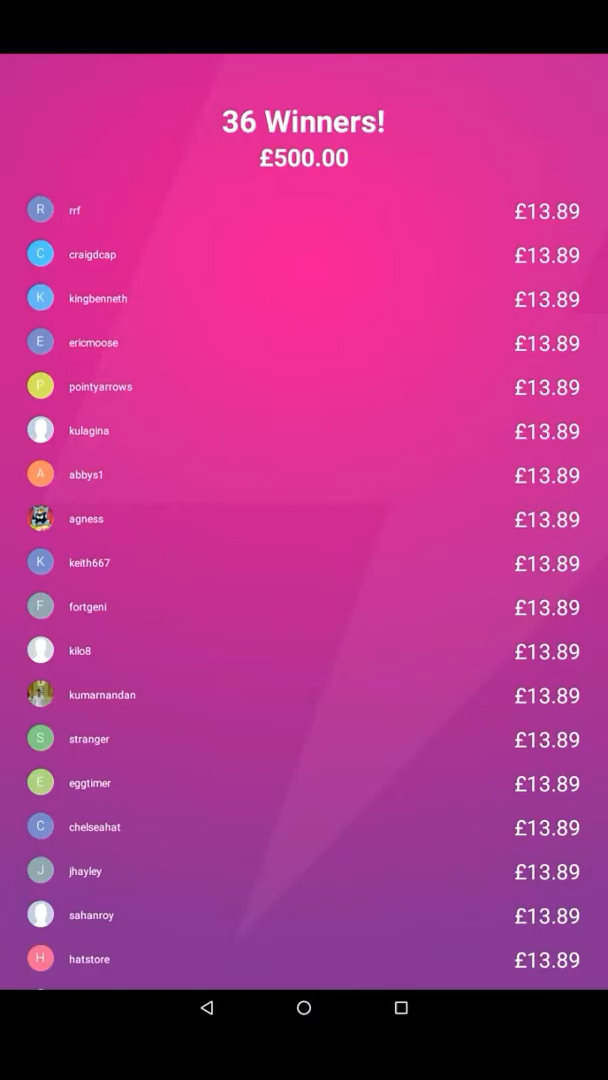 36 Winners!
£500.00
R rrf £13.89
C craigdcap £13.89
K kingbenneth £13.89
E ericmoose £13.89
P pointyarrows £13.89
kulagina £13.89
A abbys1 £13.89
agness £13.89
K keith667 £13.89
F fortgeni £13.89
kilo8 £13.89
kumarnandan £13.89
S stranger £13.89
E eggtimer £13.89
C chelseahat £13.89
J jhayley £13.89
sahanroy £13.89
H hatstore £13.89